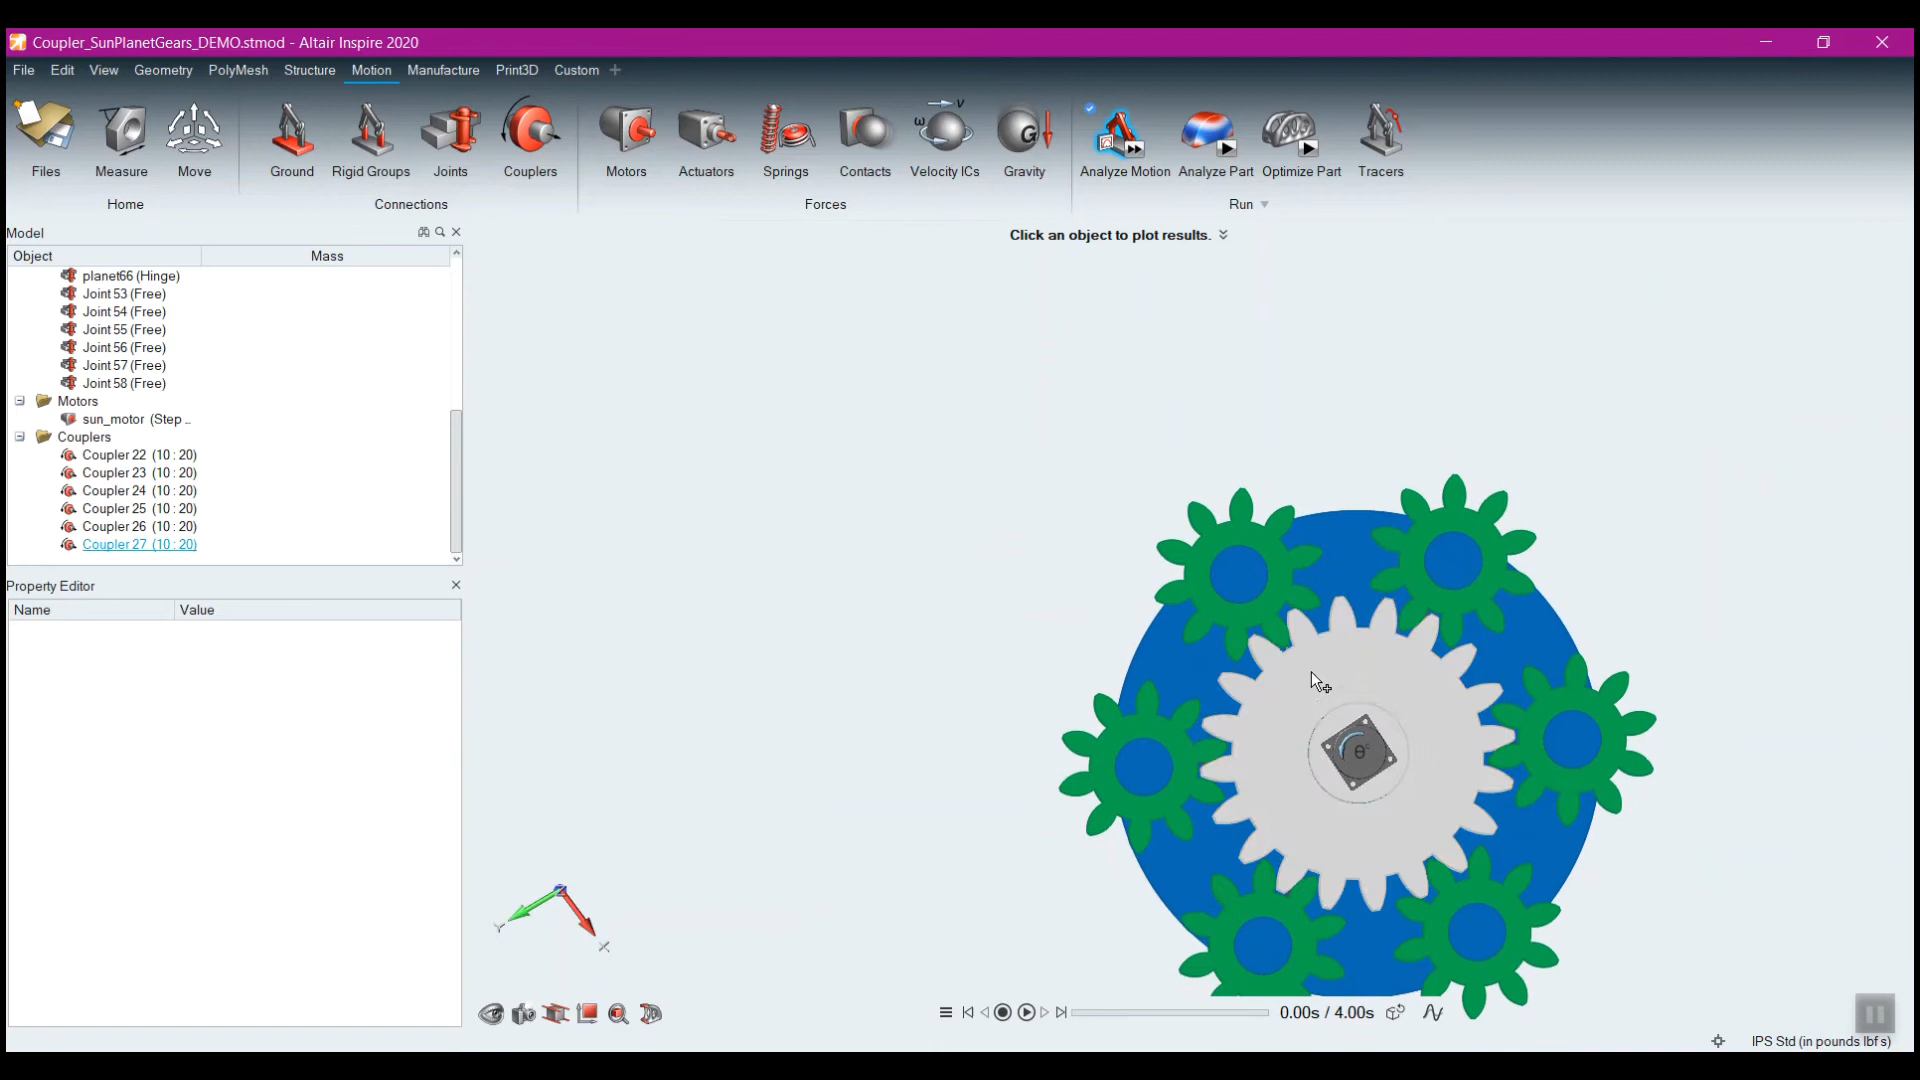 Coupler_SunPlanetGears_DEMO.stmod - Altair Inspire 2020
File Edit View Geometry PolyMesh Structure Motion Manufacture Print3D Custom +
Files Measure Move Ground Rigid Groups Joints Couplers Motors Actuators Springs Contacts Velocity ICs Gravity Analyze Motion Analyze Part Optimize Part Tracers
Home Connections Forces Run
Model
Click an object to plot results.
Object Mass
planet66 (Hinge)
Joint 53 (Free)
Joint 54 (Free)
Joint 55 (Free)
Joint 56 (Free)
Joint 57 (Free)
Joint 58 (Free)
Motors
sun_motor (Step ..
Couplers
Coupler 22 (10 : 20)
Coupler 23 (10 : 20)
Coupler 24 (10 : 20)
Coupler 25 (10 : 20)
Coupler 26 (10 : 20)
Coupler 27 (10 : 20)
Property Editor
Name Value
θ
Y
X
0.00s / 4.00s
IPS Std (in pounds lbf s)